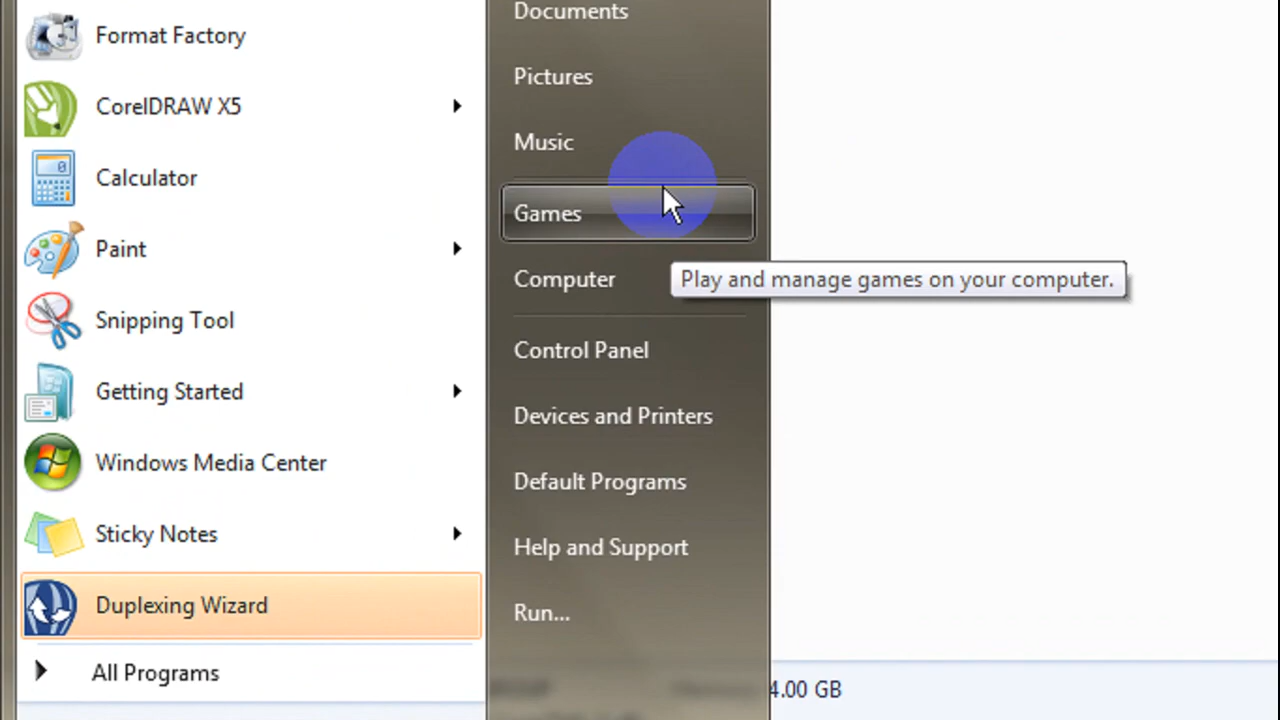 Format Factory
CorelDRAW X5
Calculator
Paint
Snipping Tool
Getting Started
Windows Media Center
Sticky Notes
Duplexing Wizard
All Programs
Documents
Pictures
Music
Games
Computer
Play and manage games on your computer.
Control Panel
Devices and Printers
Default Programs
Help and Support
Run...
4.00 GB